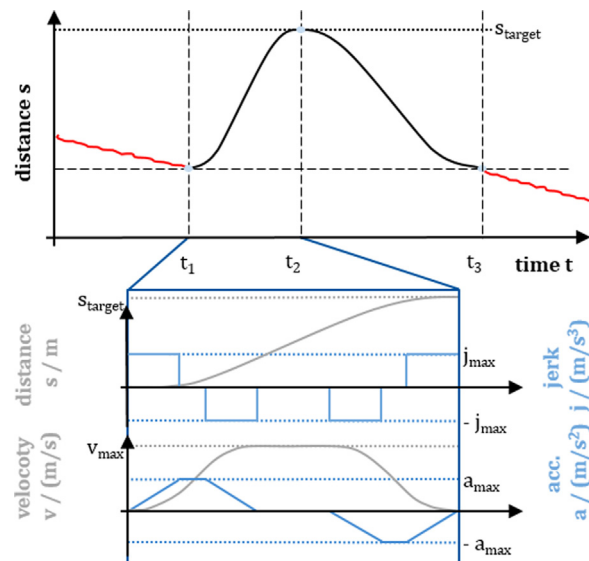 distance s
s_target
t_1
t_2
t_3
time t
s_target
distance
s / m
j_max
- j_max
jerk
j / (m/s³)
velocoty
v / (m/s)
v_max
a_max
- a_max
acc.
a / (m/s²)